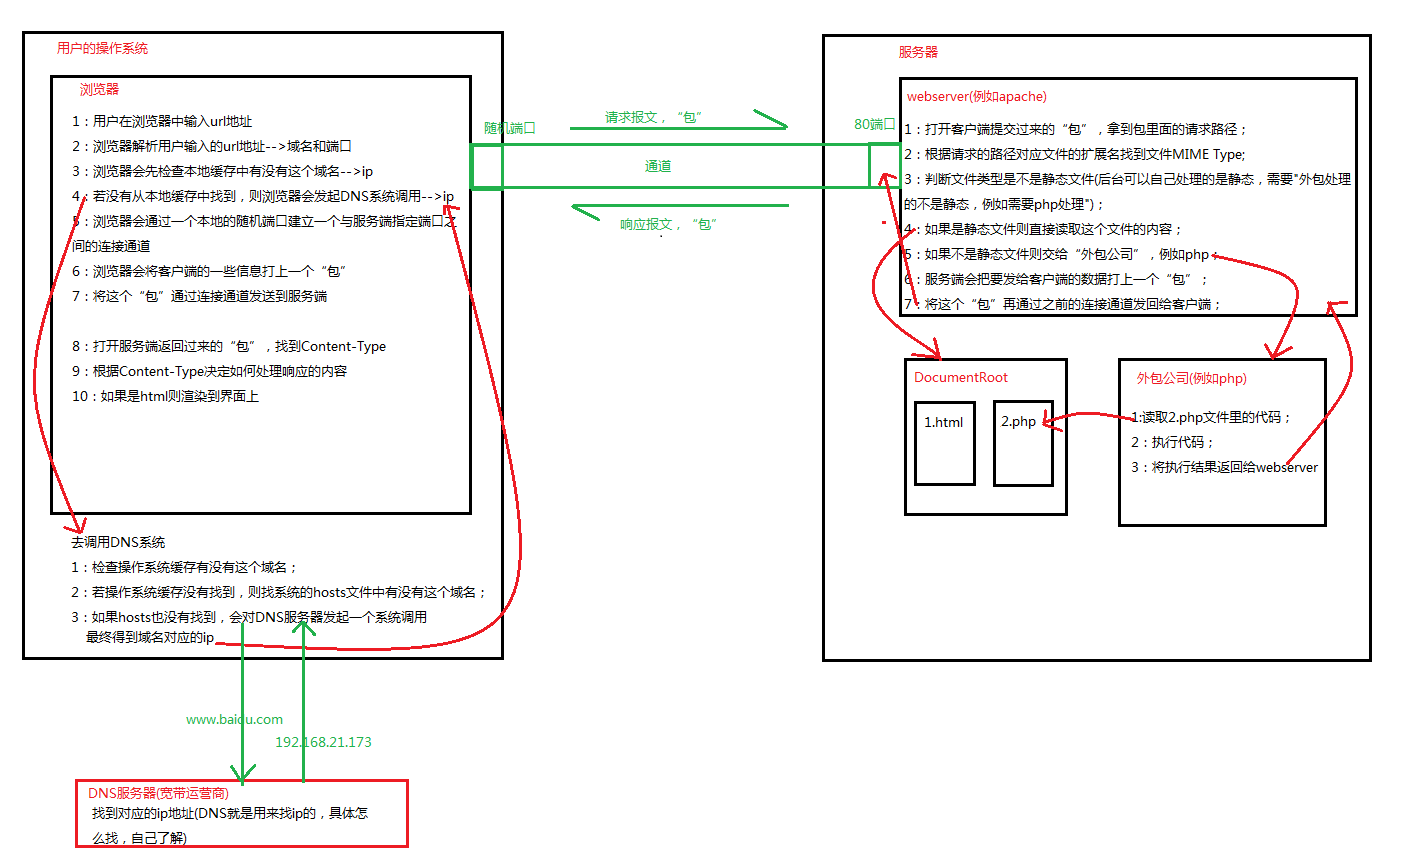 用户的操作系统
浏览器
1：用户在浏览器中输入url地址
2：浏览器解析用户输入的url地址-->域名和端口
3：浏览器会先检查本地缓存中有没有这个域名-->ip
4：若没有从本地缓存中找到，则浏览器会发起DNS系统调用-->ip
5：浏览器会通过一个本地的随机端口建立一个与服务端指定端口之
间的连接通道
6：浏览器会将客户端的一些信息打上一个“包”
7：将这个“包”通过连接通道发送到服务端
8：打开服务端返回过来的“包”，找到Content-Type
9：根据Content-Type决定如何处理响应的内容
10：如果是html则渲染到界面上
去调用DNS系统
1：检查操作系统缓存有没有这个域名；
2：若操作系统缓存没有找到，则找系统的hosts文件中有没有这个域名；
3：如果hosts也没有找到，会对DNS服务器发起一个系统调用
最终得到域名对应的ip
www.baidu.com
192.168.21.173
DNS服务器(宽带运营商)
找到对应的ip地址(DNS就是用来找ip的，具体怎
么找，自己了解)
随机端口
请求报文，“包”
80端口
通道
响应报文，“包”
服务器
webserver(例如apache)
1：打开客户端提交过来的“包”，拿到包里面的请求路径；
2：根据请求的路径对应文件的扩展名找到文件MIME Type;
3：判断文件类型是不是静态文件(后台可以自己处理的是静态，需要"外包处理
的不是静态，例如需要php处理")；
4：如果是静态文件则直接读取这个文件的内容；
5：如果不是静态文件则交给“外包公司”，例如php；
6：服务端会把要发给客户端的数据打上一个“包”；
7：将这个“包”再通过之前的连接通道发回给客户端；
DocumentRoot
1.html
2.php
外包公司(例如php)
1:读取2.php文件里的代码；
2：执行代码；
3：将执行结果返回给webserver